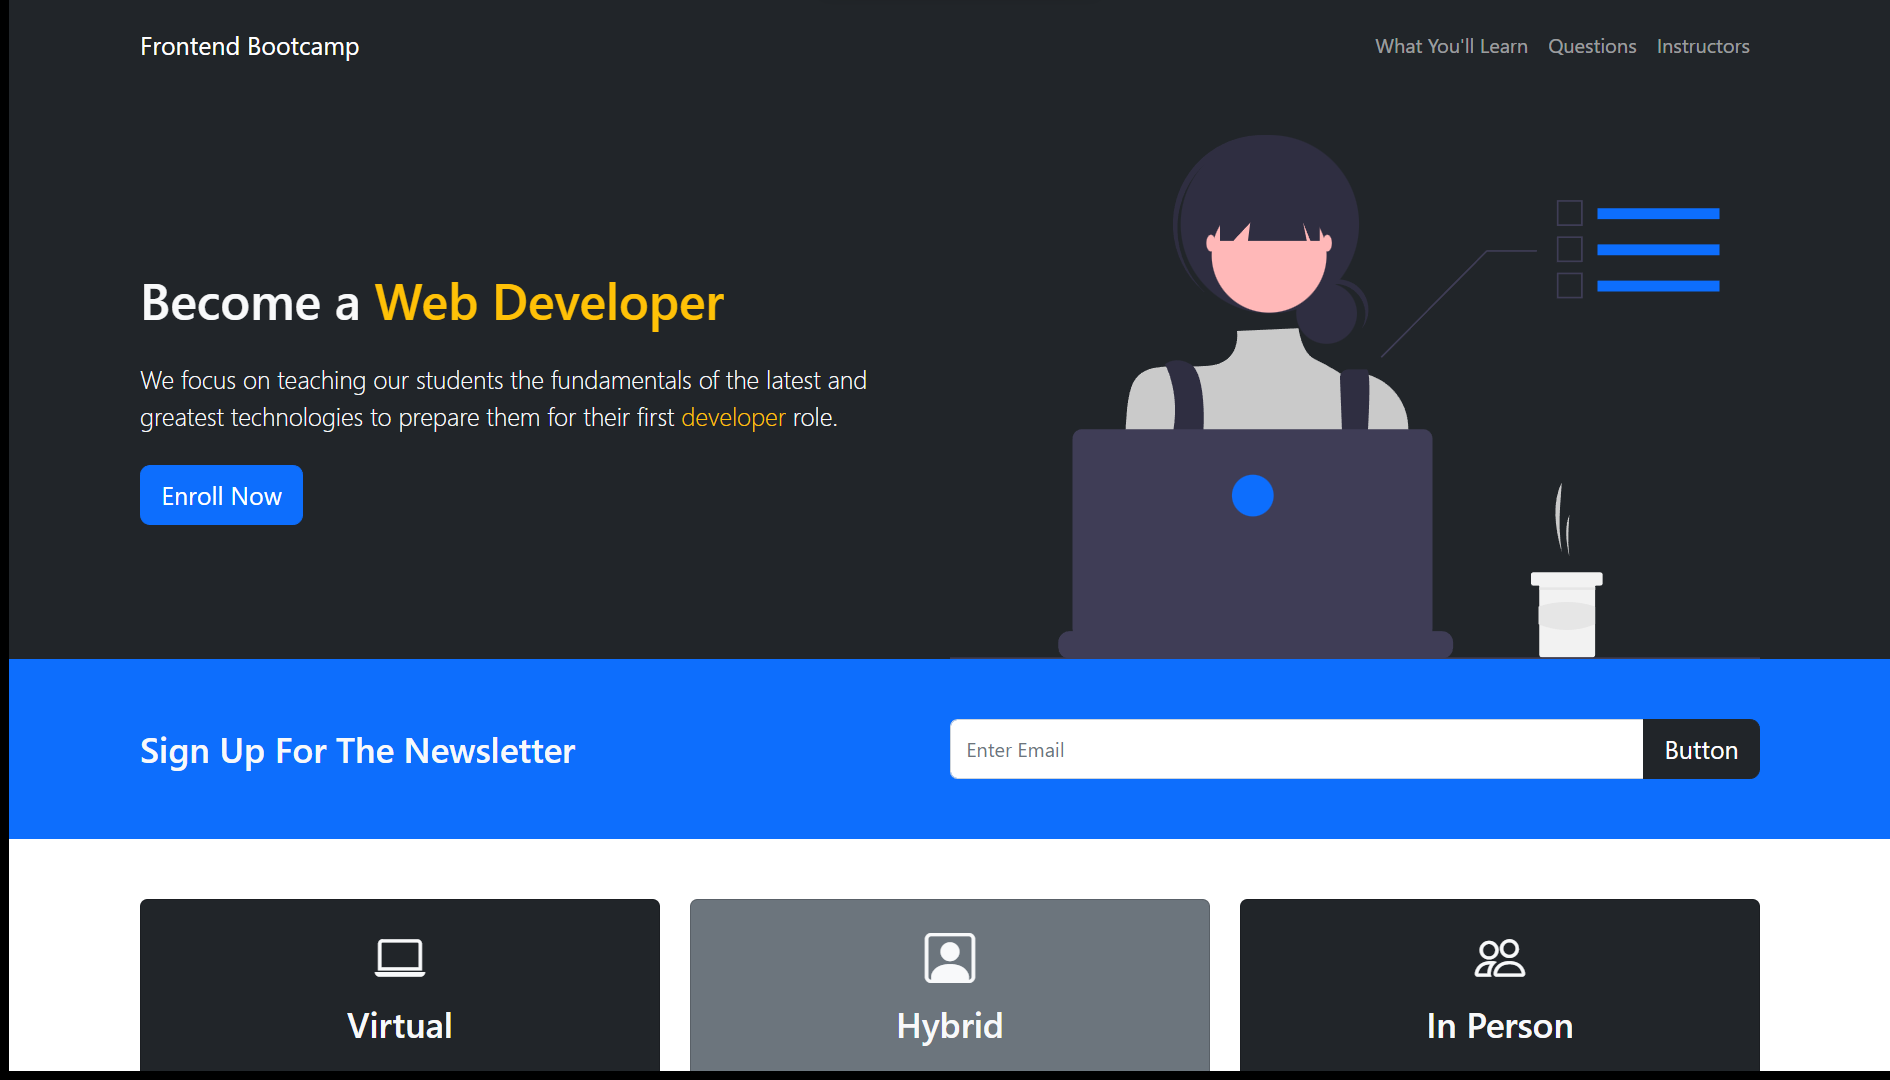 Frontend Bootcamp
What You'll Learn Questions Instructors
Become a Web Developer
We focus on teaching our students the fundamentals of the latest and
greatest technologies to prepare them for their first developer role.
Enroll Now
Sign Up For The Newsletter
Enter Email
Button
Virtual
Hybrid
In Person